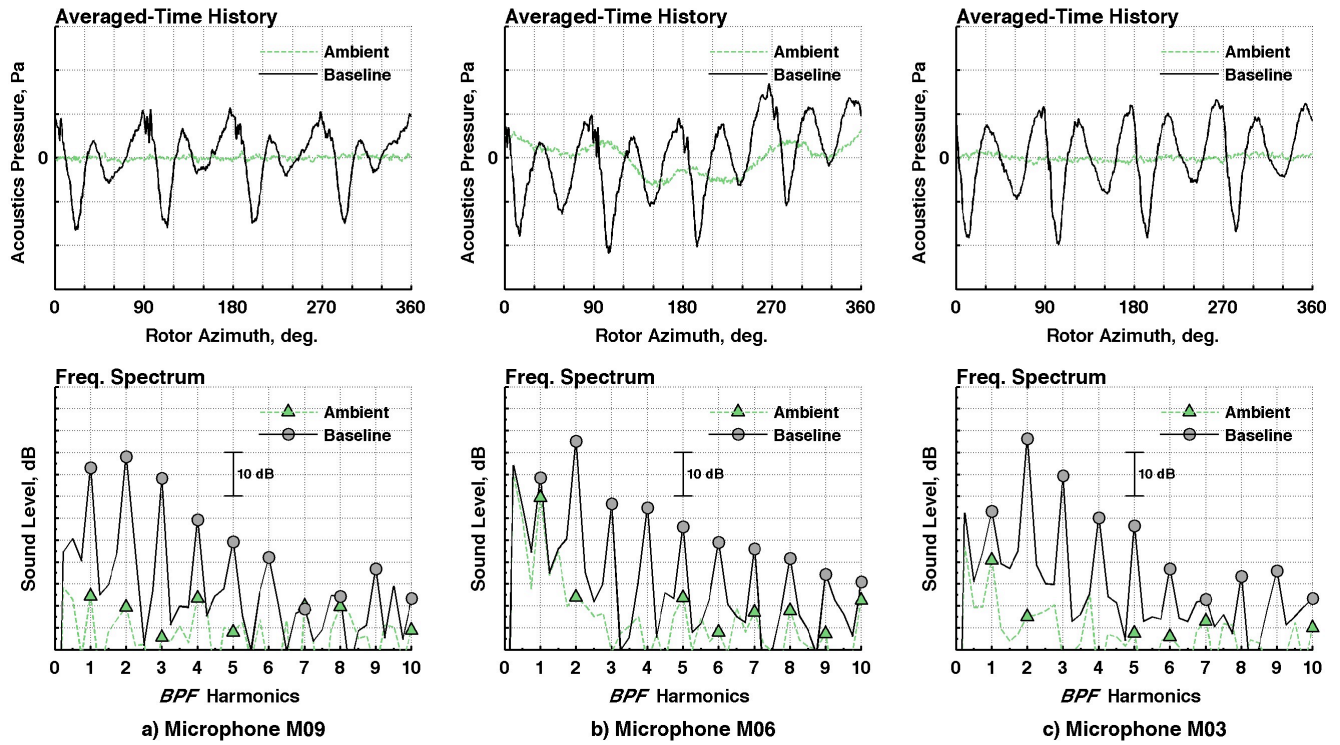 Averaged-Time History
Ambient
Baseline
Acoustics Pressure, Pa
0
0 90 180 270 360
Rotor Azimuth, deg.
Averaged-Time History
Ambient
Baseline
Acoustics Pressure, Pa
0
0 90 180 270 360
Rotor Azimuth, deg.
Averaged-Time History
Ambient
Baseline
Acoustics Pressure, Pa
0
0 90 180 270 360
Rotor Azimuth, deg.
Freq. Spectrum
Ambient
Baseline
10 dB
Sound Level, dB
0 1 2 3 4 5 6 7 8 9 10
BPF Harmonics
a) Microphone M09
Freq. Spectrum
Ambient
Baseline
10 dB
Sound Level, dB
0 1 2 3 4 5 6 7 8 9 10
BPF Harmonics
b) Microphone M06
Freq. Spectrum
Ambient
Baseline
10 dB
Sound Level, dB
0 1 2 3 4 5 6 7 8 9 10
BPF Harmonics
c) Microphone M03